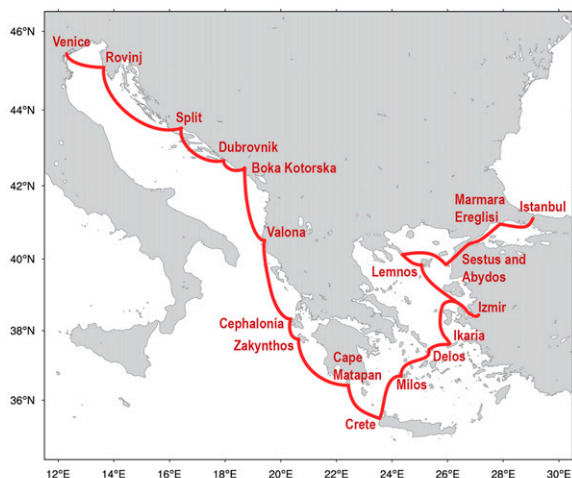 46°N
44°N
42°N
40°N
38°N
36°N
Venice
Rovinj
Split
Dubrovnik
Boka Kotorska
Valona
Cephalonia
Zakynthos
Cape
Matapan
Crete
Milos
Delos
Ikaria
Izmir
Lemnos
Sestus and
Abydos
Marmara
Ereglisi
Istanbul
12°E
14°E
16°E
18°E
20°E
22°E
24°E
26°E
28°E
30°E